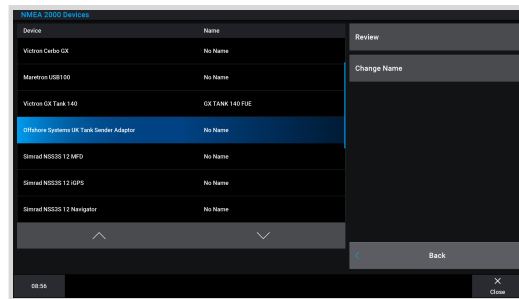 NMEA 2000 Devices
Device Name
Victron Cerbo GX No Name
Maretron USB100 No Name
Victron GX Tank 140 GX TANK 140 FUE
Offshore Systems UK Tank Sender Adaptor No Name
Simrad NSS3S 12 MFD No Name
Simrad NSS3S 12 iGPS No Name
Simrad NSS3S 12 Navigator No Name
Review
Change Name
Back
08:56
Close